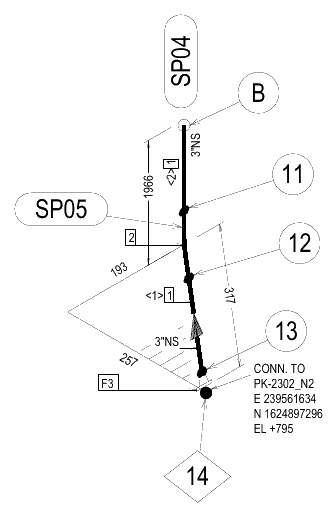 SP04
B
3"NS
<2> 1
1966
11
SP05
2
12
193
<1> 1
317
3"NS
13
257
F3
CONN. TO
PK-2302_N2
E 239561634
N 1624897296
EL +795
14